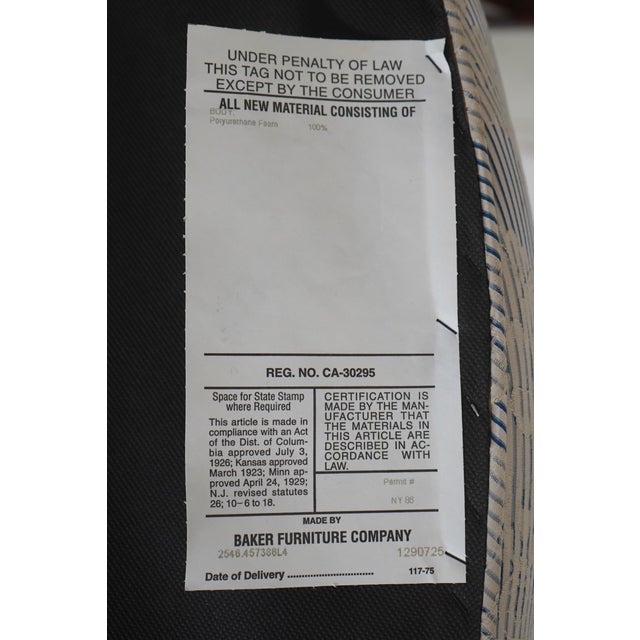 UNDER PENALTY OF LAW
THIS TAG NOT TO BE REMOVED
EXCEPT BY THE CONSUMER
ALL NEW MATERIAL CONSISTING OF
BODY:
Polyurethane Foam 100%
REG. NO. CA-30295
Space for State Stamp
where Required
This article is made in
compliance with an Act
of the Dist. of Colum-
bia approved July 3,
1926; Kansas approved
March 1923; Minn ap-
proved April 24, 1929;
N.J. revised statutes
26; 10-6 to 18.
CERTIFICATION IS
MADE BY THE MAN-
UFACTURER THAT
THE MATERIALS IN
THIS ARTICLE ARE
DESCRIBED IN AC-
CORDANCE WITH
LAW.
Permit #
NY 86
MADE BY
BAKER FURNITURE COMPANY
2546.457386L4 1290725
Date of Delivery .............................. 117-75